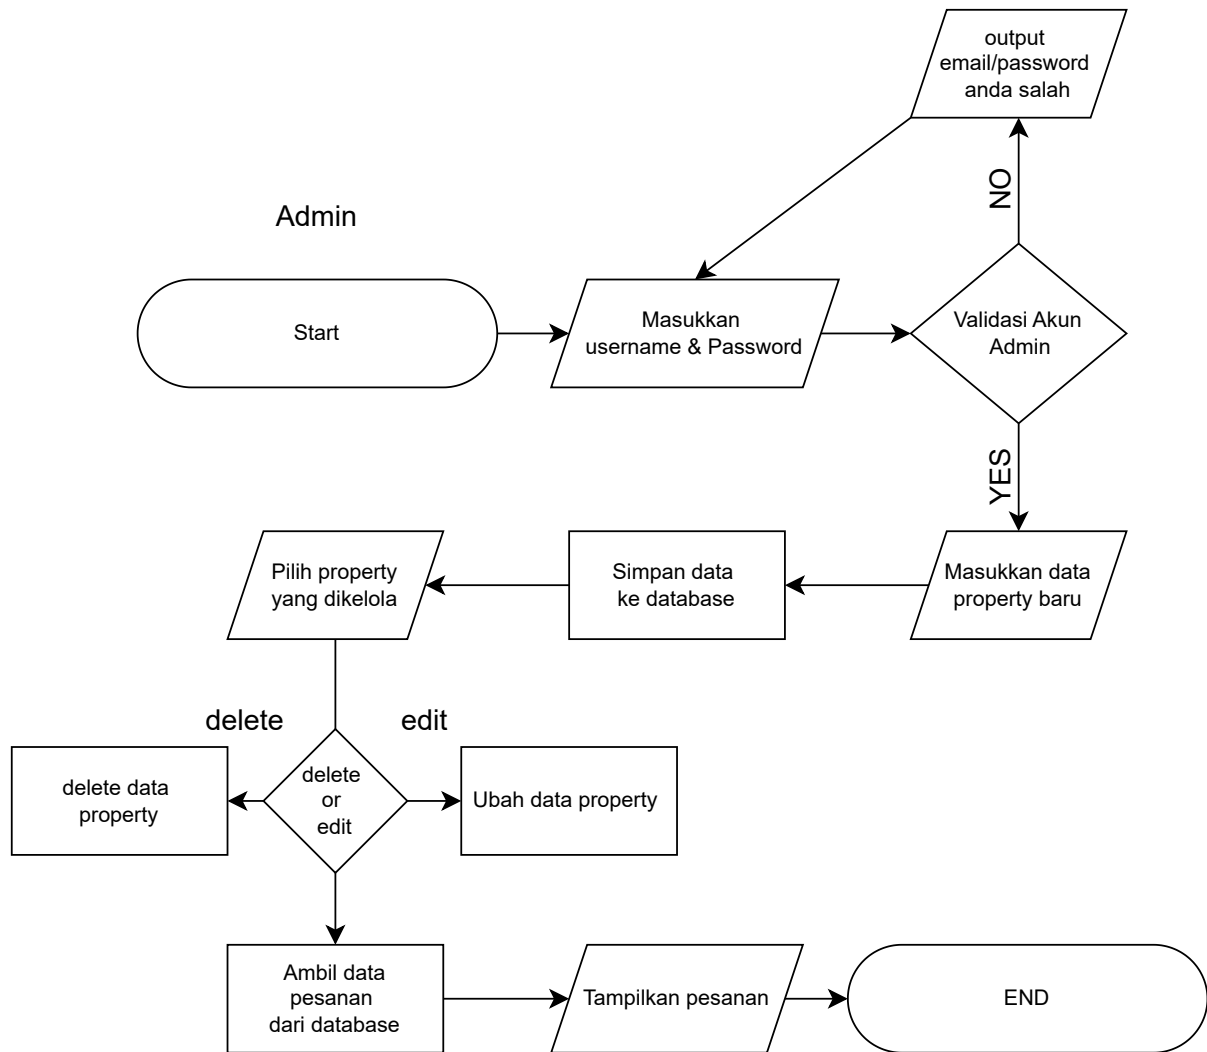 output
email/password
anda salah
NO
Admin
Start
Masukkan
username & Password
Validasi Akun
Admin
YES
Pilih property
yang dikelola
Simpan data
ke database
Masukkan data
property baru
delete
edit
delete data
property
delete
or
edit
Ubah data property
Ambil data
pesanan
dari database
Tampilkan pesanan
END